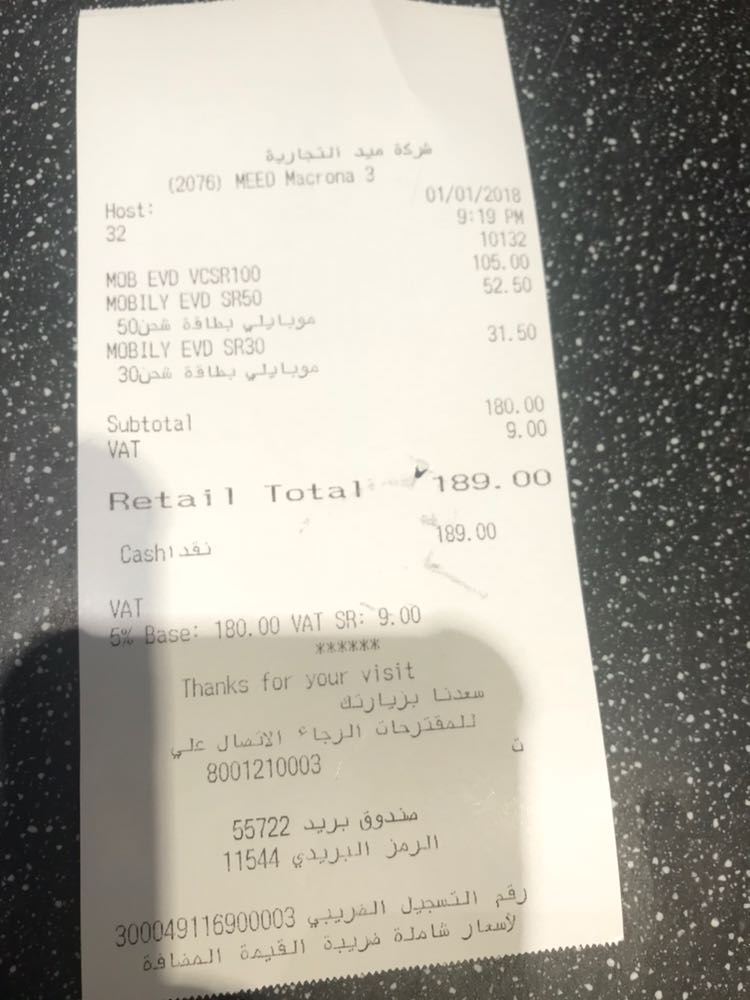 شركة ميد التجارية
(2076) MEED Macrona 3
01/01/2018
Host: 9:19 PM
32 10132
MOB EVD VCSR100 105.00
MOBILY EVD SR50 52.50
موبايلي بطاقة شحن50
MOBILY EVD SR30 31.50
موبايلي بطاقة شحن30
Subtotal 180.00
VAT 9.00
Retail Total 189.00
Cash نقدا 189.00
VAT
5% Base: 180.00 VAT SR: 9.00
******
Thanks for your visit
سعدنا بزيارتك
للمقترحات الرجاء الاتصال علي
ت
8001210003
صندوق بريد 55722
الرمز البريدي 11544
رقم التسجيل الضريبي 300049116900003
لأسعار شاملة ضريبة القيمة المضافة